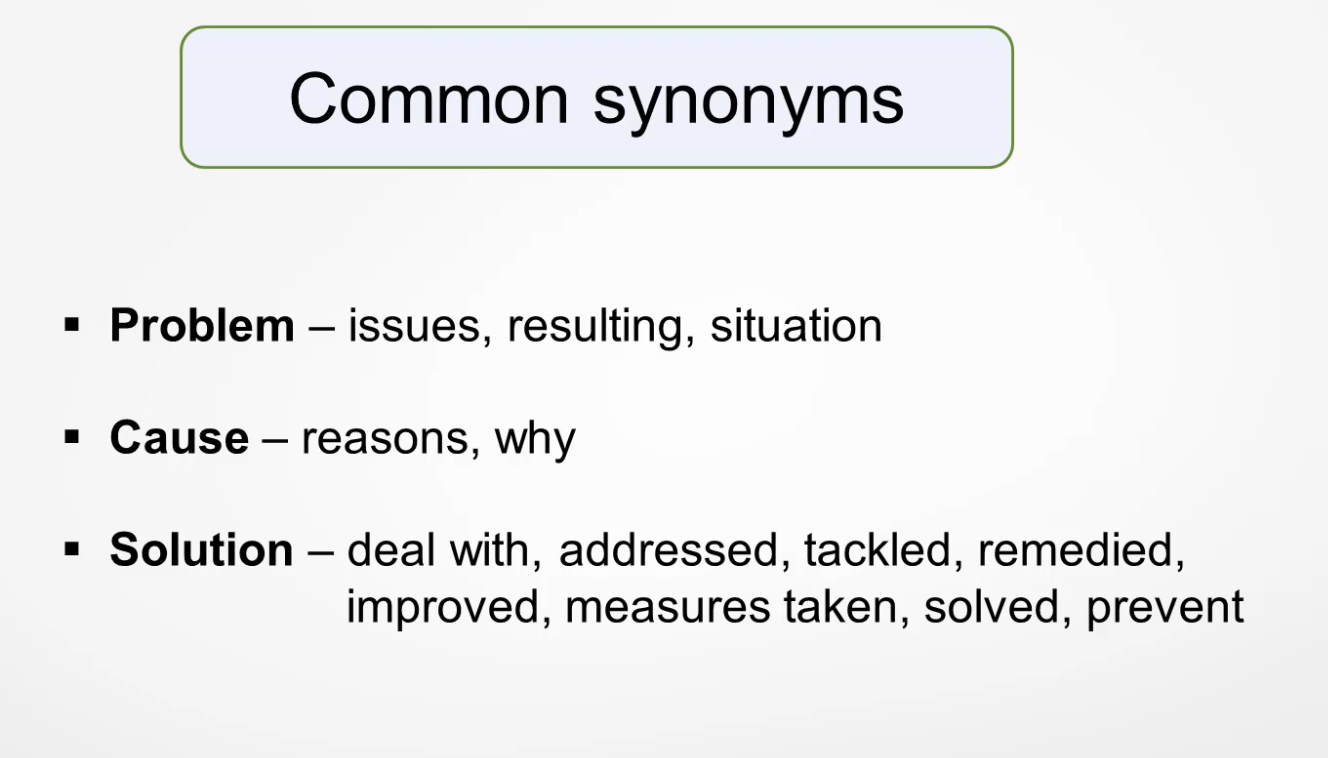 Common synonyms
▪ Problem – issues, resulting, situation
▪ Cause – reasons, why
▪ Solution – deal with, addressed, tackled, remedied,
improved, measures taken, solved, prevent